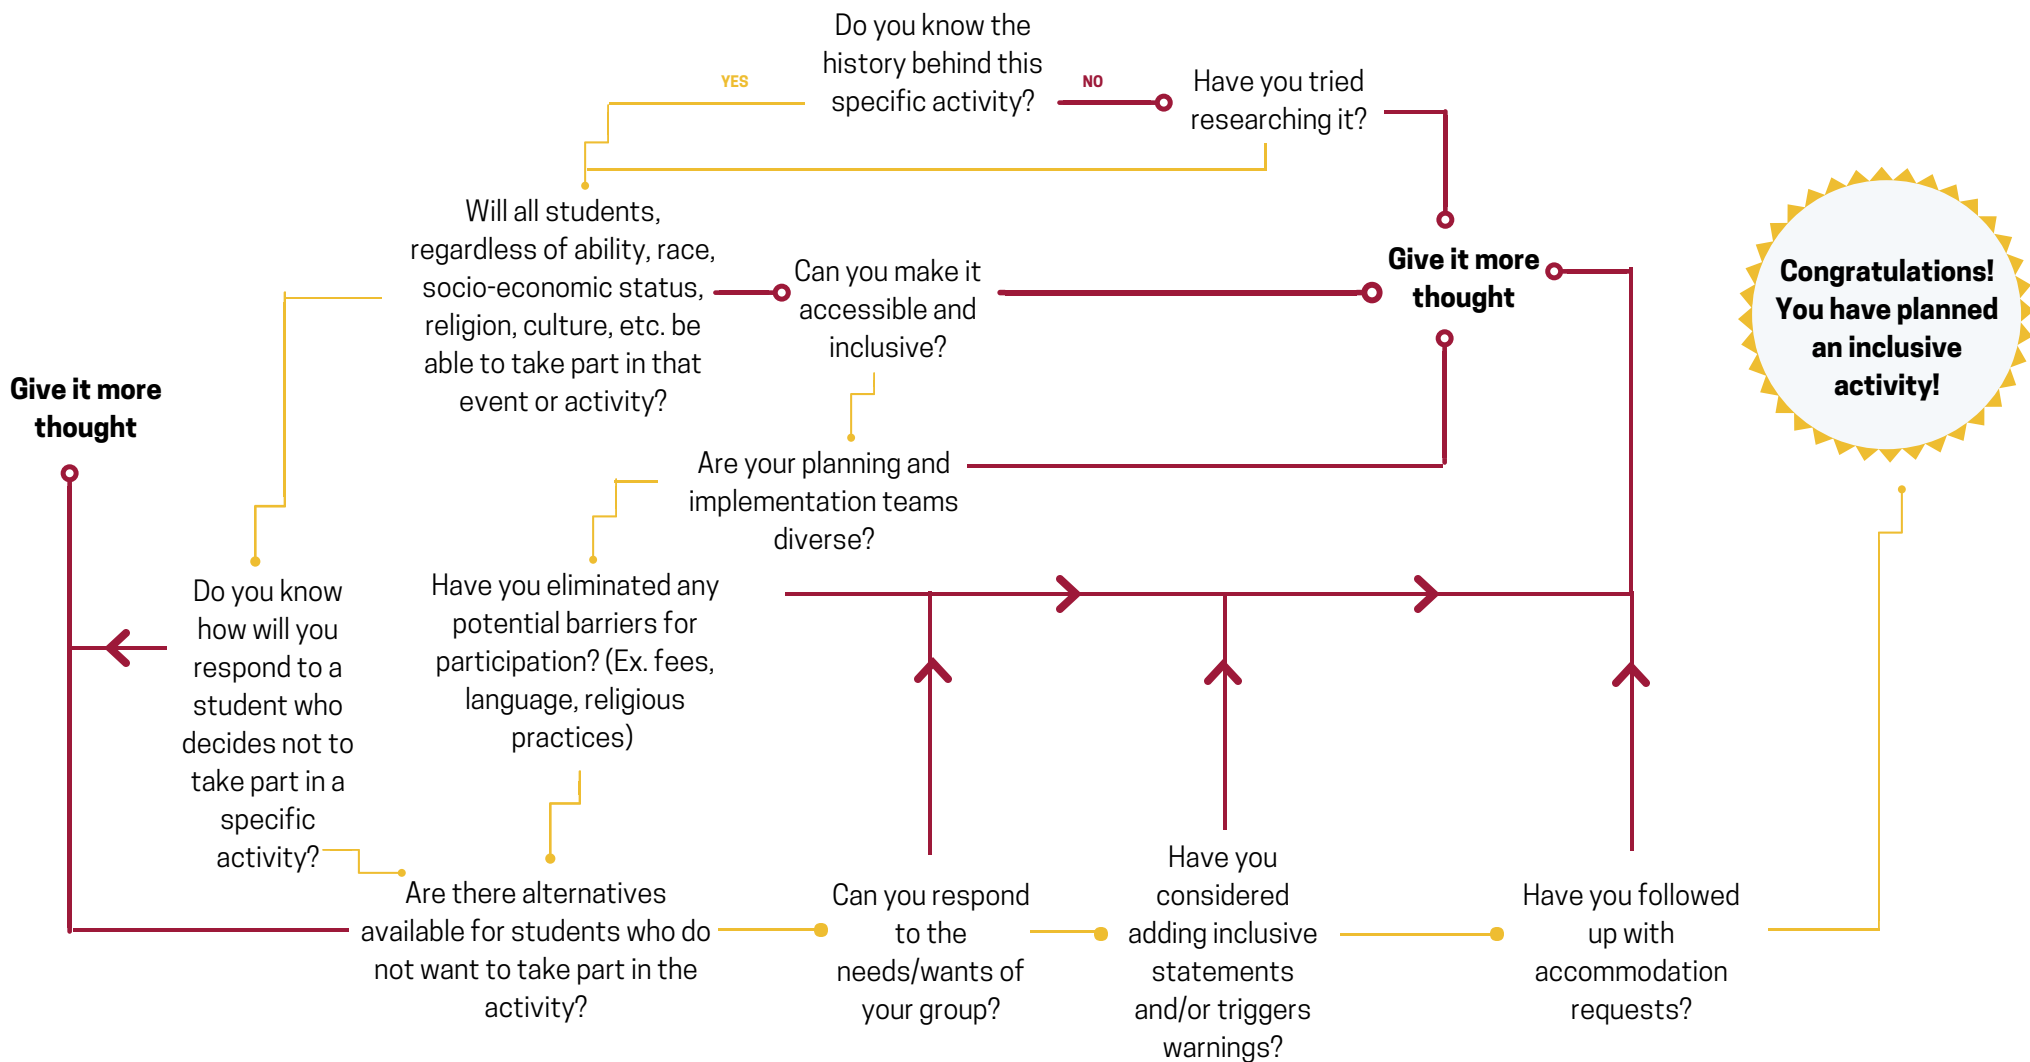 Do you know the
history behind this
specific activity?
YES
NO
Have you tried
researching it?
Will all students,
regardless of ability, race,
socio-economic status,
religion, culture, etc. be
able to take part in that
event or activity?
Can you make it
accessible and
inclusive?
Give it more
thought
Congratulations!
You have planned
an inclusive
activity!
Give it more
thought
Are your planning and
implementation teams
diverse?
Do you know
how will you
respond to a
student who
decides not to
take part in a
specific
activity?
Have you eliminated any
potential barriers for
participation? (Ex. fees,
language, religious
practices)
Are there alternatives
available for students who do
not want to take part in the
activity?
Can you respond
to the
needs/wants of
your group?
Have you
considered
adding inclusive
statements
and/or triggers
warnings?
Have you followed
up with
accommodation
requests?